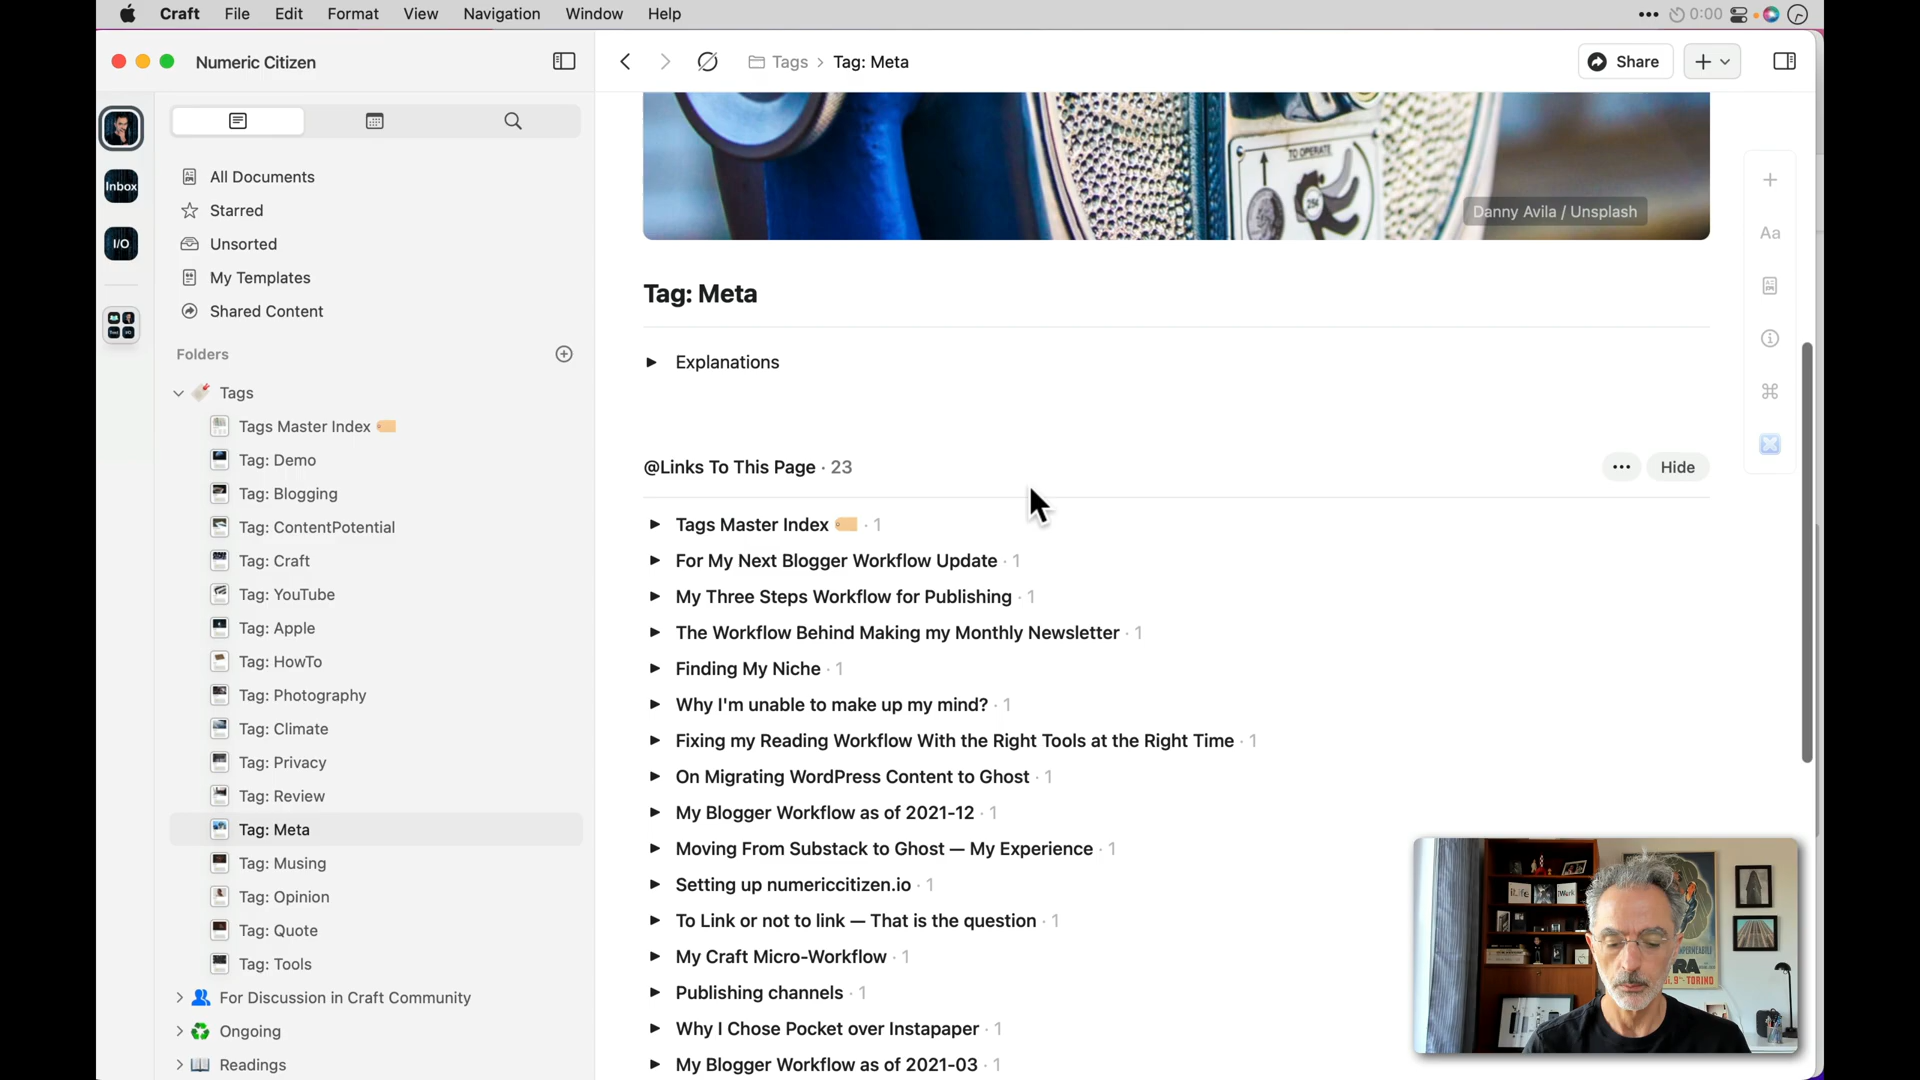 Craft File Edit Format View Navigation Window Help
0:00
Numeric Citizen
Tags › Tag: Meta
Share
Inbox
I/O
All Documents
Starred
Unsorted
My Templates
Shared Content
Folders
Tags
Tags Master Index
Tag: Demo
Tag: Blogging
Tag: ContentPotential
Tag: Craft
Tag: YouTube
Tag: Apple
Tag: HowTo
Tag: Photography
Tag: Climate
Tag: Privacy
Tag: Review
Tag: Meta
Tag: Musing
Tag: Opinion
Tag: Quote
Tag: Tools
For Discussion in Craft Community
Ongoing
Readings
TO OPERATE
25¢
Danny Avila / Unsplash
Tag: Meta
Explanations
@Links To This Page · 23
Hide
Tags Master Index · 1
For My Next Blogger Workflow Update · 1
My Three Steps Workflow for Publishing · 1
The Workflow Behind Making my Monthly Newsletter · 1
Finding My Niche · 1
Why I'm unable to make up my mind? · 1
Fixing my Reading Workflow With the Right Tools at the Right Time · 1
On Migrating WordPress Content to Ghost · 1
My Blogger Workflow as of 2021-12 · 1
Moving From Substack to Ghost — My Experience · 1
Setting up numericcitizen.io · 1
To Link or not to link — That is the question · 1
My Craft Micro-Workflow · 1
Publishing channels · 1
Why I Chose Pocket over Instapaper · 1
My Blogger Workflow as of 2021-03 · 1
Aa
iLife
iWork